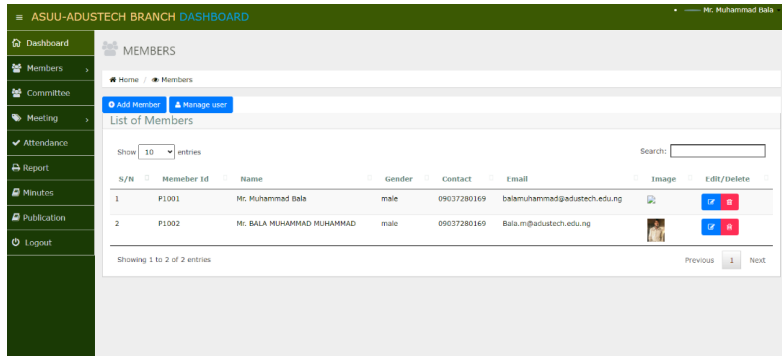 ≡ ASUU-ADUSTECH BRANCH DASHBOARD
Mr. Muhammad Bala
Dashboard
Members
Committee
Meeting
Attendance
Report
Minutes
Publication
Logout
MEMBERS
Home / Members
Add Member Manage user
List of Members
Show 10 entries Search:
S/N Memeber Id Name Gender Contact Email Image Edit/Delete
1 P1001 Mr. Muhammad Bala male 09037280169 balamuhammad@adustech.edu.ng
2 P1002 Mr. BALA MUHAMMAD MUHAMMAD male 09037280169 Bala.m@adustech.edu.ng
Showing 1 to 2 of 2 entries Previous 1 Next